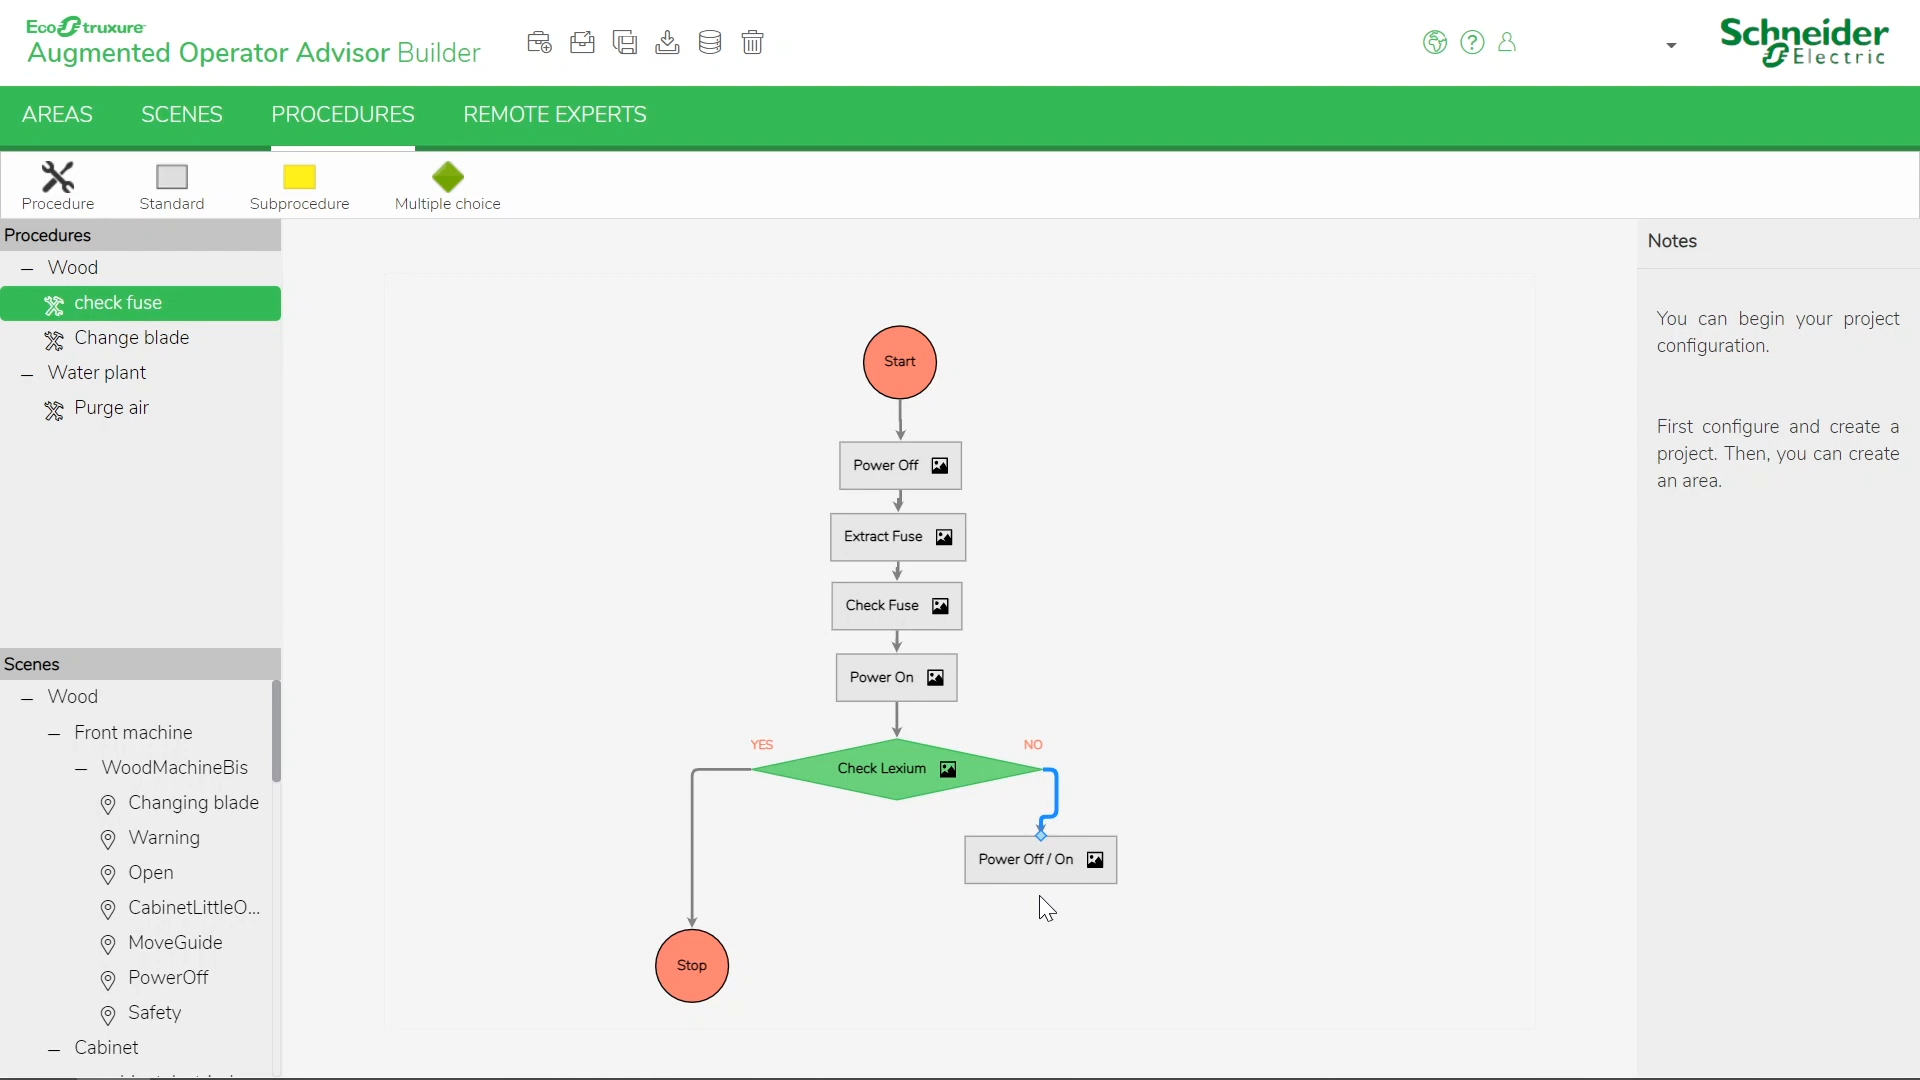 EcoStruxure
Augmented Operator Advisor Builder
Schneider
Electric
AREAS
SCENES
PROCEDURES
REMOTE EXPERTS
Procedure
Standard
Subprocedure
Multiple choice
Procedures
Wood
check fuse
Change blade
Water plant
Purge air
Scenes
Wood
Front machine
WoodMachineBis
Changing blade
Warning
Open
CabinetLittleO...
MoveGuide
PowerOff
Safety
Cabinet
Start
Power Off
Extract Fuse
Check Fuse
Power On
YES
NO
Check Lexium
Power Off / On
Stop
Notes
You can begin your project
configuration.
First configure and create a
project. Then, you can create
an area.